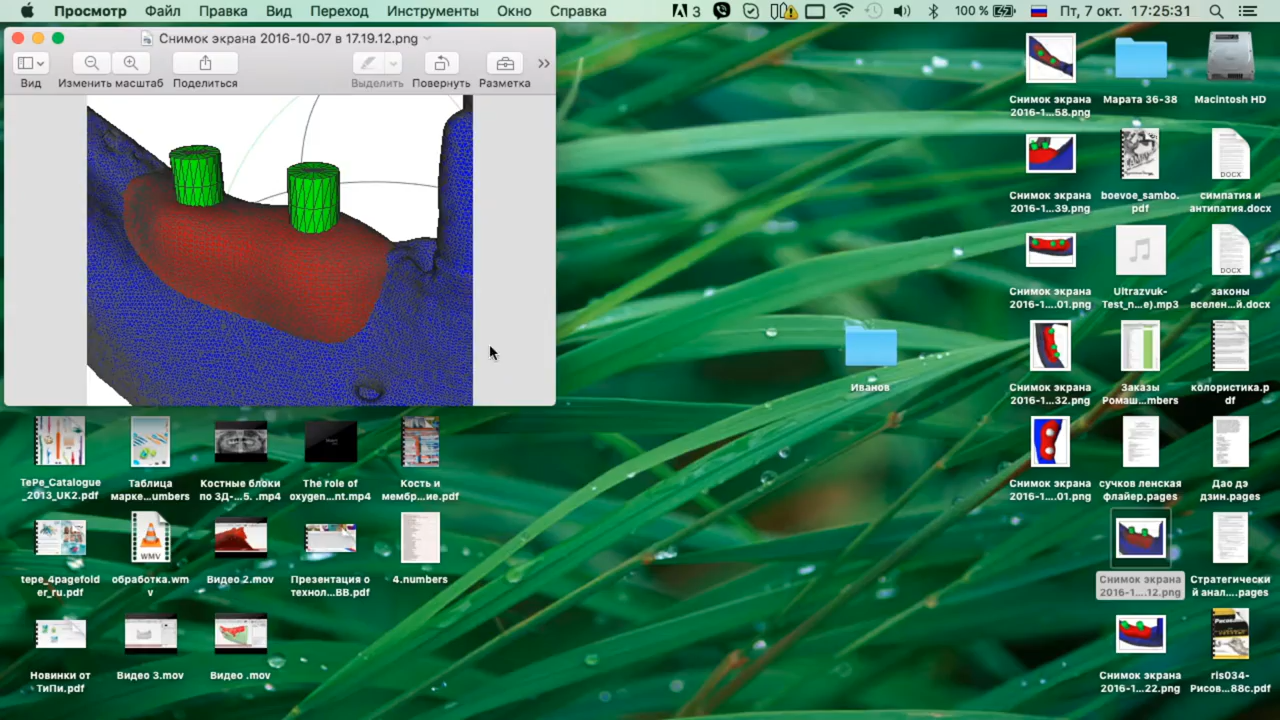 Просмотр Файл Правка Вид Переход Инструменты Окно Справка
3 100 % Пт, 7 окт. 17:25:31
Снимок экрана 2016-10-07 в 17.19.12.png
Вид Изменить масштаб Поделиться Выделить Повернуть Разметка
Снимок экрана
2016-1...58.png
Марата 36-38
Macintosh HD
Снимок экрана
2016-1...39.png
boevoe_sambo.
pdf
DOCX
симпатия и
антипатия.docx
Снимок экрана
2016-1....01.png
Ultrazvuk-
Test_n...e).mp3
DOCX
законы
вселен...й.docx
Снимок экрана
2016-1...32.png
Заказы
Ромаш...mbers
колористика.p
df
Иванов
Снимок экрана
2016-1....01.png
сучков ленская
флайер.pages
Дао дэ
дзин.pages
Снимок экрана
2016-1....12.png
Стратегически
й анал....pages
Снимок экрана
2016-1...22.png
ris034-
Рисов...88c.pdf
TePe_Catalogue
_2013_UK2.pdf
Таблица
марке...umbers
Костные блоки
по 3Д-... 5. .mp4
The role of
oxygen...nt.mp4
Кость и
мембр...ие.pdf
tepe_4pagefold
er_ru.pdf
WMV
обработка.wm
v
Видео 2.mov
Презентация о
технол...ВВ.pdf
4.numbers
Новинки от
ТиПи.pdf
Видео 3.mov
Видео .mov